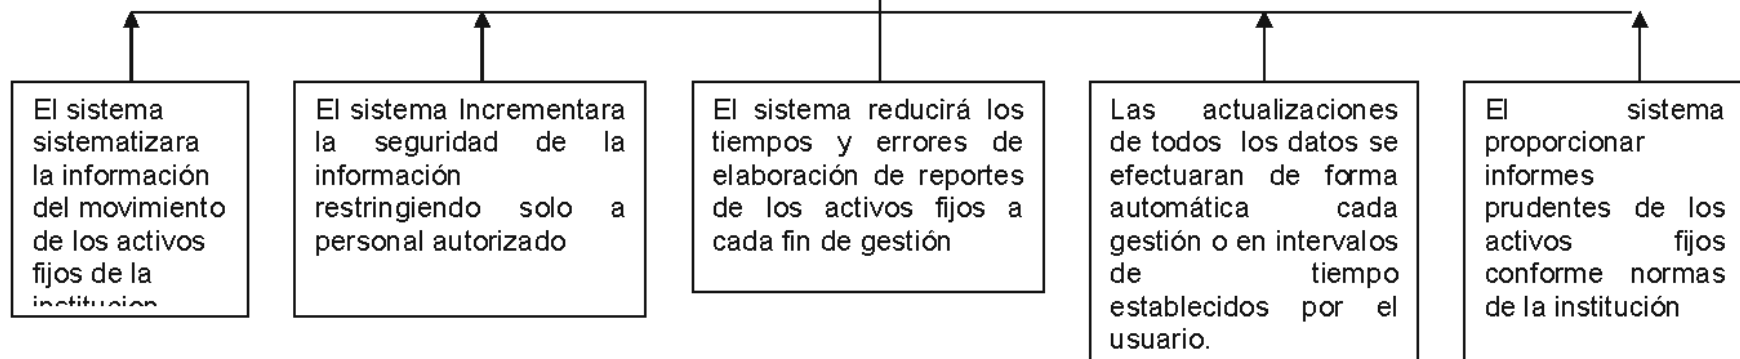 El sistema
sistematizara
la información
del movimiento
de los activos
fijos de la
institucion
El sistema Incrementara
la seguridad de la
información
restringiendo solo a
personal autorizado
El sistema reducirá los
tiempos y errores de
elaboración de reportes
de los activos fijos a
cada fin de gestión
Las actualizaciones
de todos los datos se
efectuaran de forma
automática cada
gestión o en intervalos
de tiempo
establecidos por el
usuario.
El sistema
proporcionar
informes
prudentes de los
activos fijos
conforme normas
de la institución